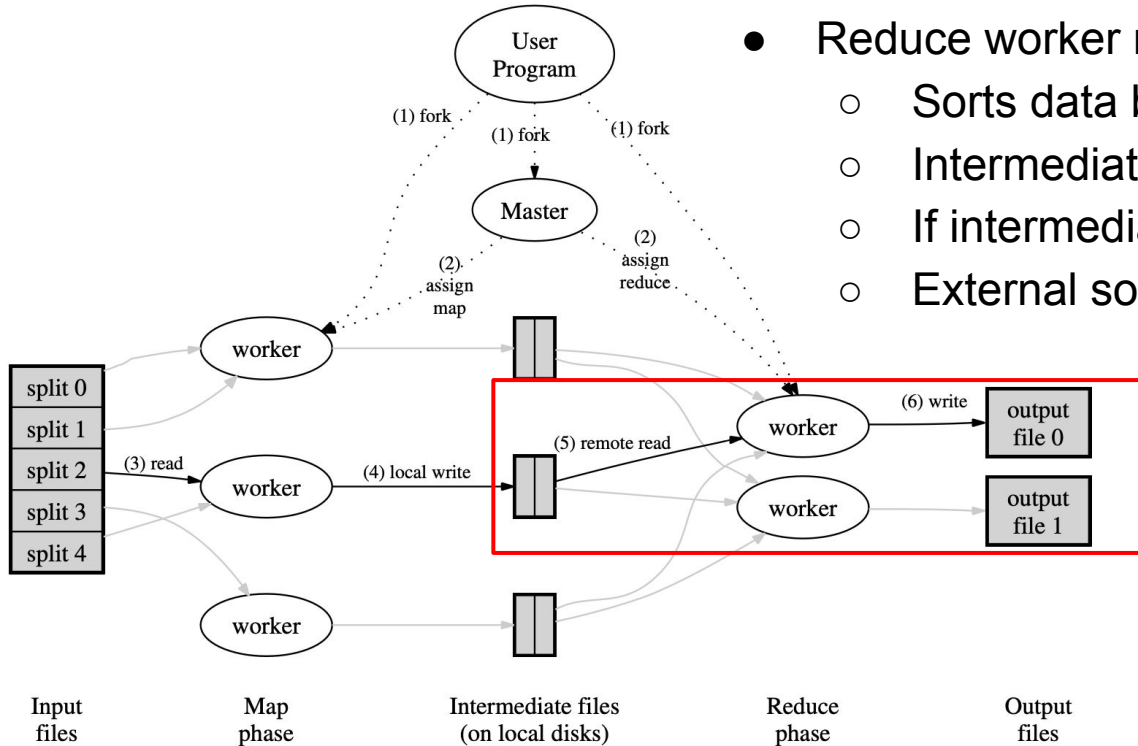 User
Program
(1) fork
(1) fork
(1) fork
Master
(2)
assign
map
(2)
assign
reduce
● Reduce worker
○ Sorts data
○
○ If
○ External
split 0
split 1
split 2
split 3
split 4
worker
worker
worker
(3) read
(4) local write
(5) remote read
worker
worker
(6) write
output
file 0
output
file 1
Input
files
Map
phase
Intermediate files
(on local disks)
Reduce
phase
Output
files